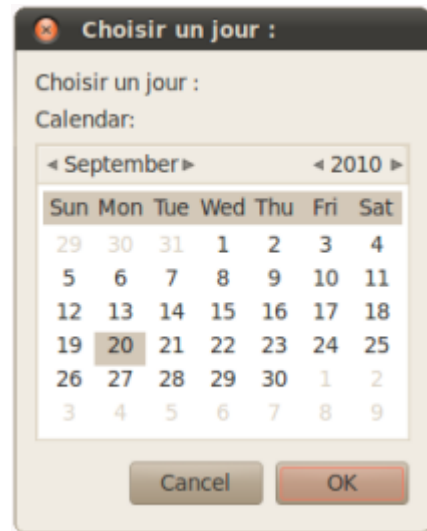 Choisir un jour :
Choisir un jour :
Calendar:
September 2010
Sun Mon Tue Wed Thu Fri Sat
29 30 31 1 2 3 4
5 6 7 8 9 10 11
12 13 14 15 16 17 18
19 20 21 22 23 24 25
26 27 28 29 30 1 2
3 4 5 6 7 8 9
Cancel OK